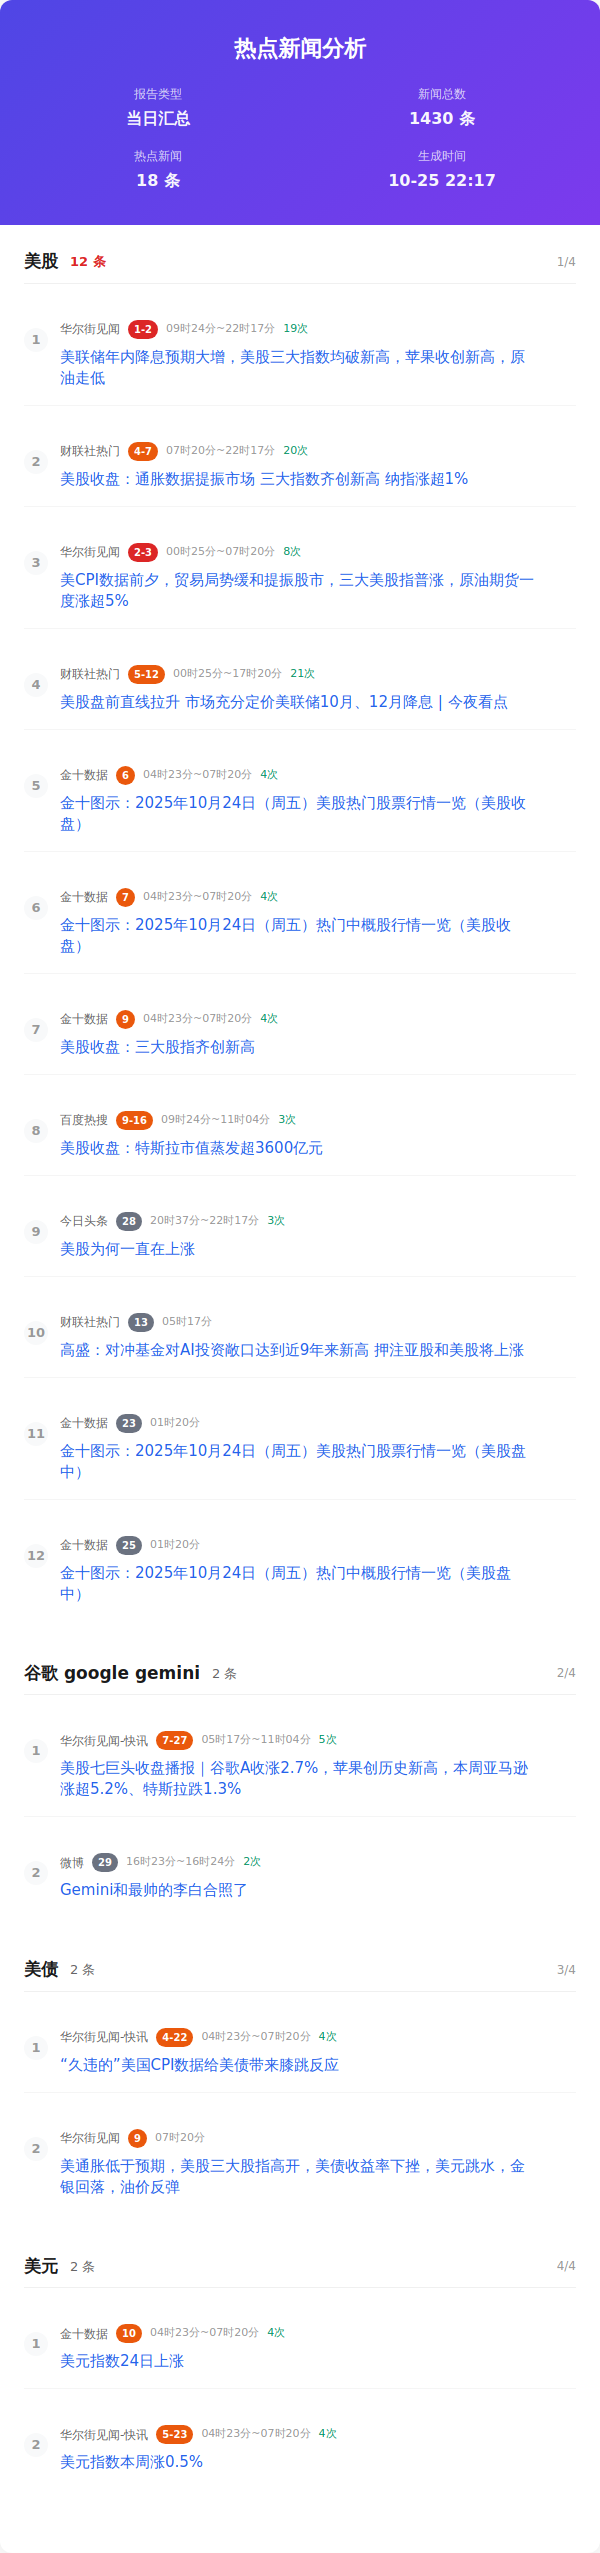 热点新闻分析
报告类型
新闻总数
当日汇总
1430 条
热点新闻
生成时间
18 条
10-25 22:17
美股 12 条 1/4
1
华尔街见闻 1-2 09时24分~22时17分 19次
美联储年内降息预期大增，美股三大指数均破新高，苹果收创新高，原
油走低
2
财联社热门 4-7 07时20分~22时17分 20次
美股收盘：通胀数据提振市场 三大指数齐创新高 纳指涨超1%
3
华尔街见闻 2-3 00时25分~07时20分 8次
美CPI数据前夕，贸易局势缓和提振股市，三大美股指普涨，原油期货一
度涨超5%
4
财联社热门 5-12 00时25分~17时20分 21次
美股盘前直线拉升 市场充分定价美联储10月、12月降息 | 今夜看点
5
金十数据 6 04时23分~07时20分 4次
金十图示：2025年10月24日（周五）美股热门股票行情一览（美股收
盘）
6
金十数据 7 04时23分~07时20分 4次
金十图示：2025年10月24日（周五）热门中概股行情一览（美股收
盘）
7
金十数据 9 04时23分~07时20分 4次
美股收盘：三大股指齐创新高
8
百度热搜 9-16 09时24分~11时04分 3次
美股收盘：特斯拉市值蒸发超3600亿元
9
今日头条 28 20时37分~22时17分 3次
美股为何一直在上涨
10
财联社热门 13 05时17分
高盛：对冲基金对AI投资敞口达到近9年来新高 押注亚股和美股将上涨
11
金十数据 23 01时20分
金十图示：2025年10月24日（周五）美股热门股票行情一览（美股盘
中）
12
金十数据 25 01时20分
金十图示：2025年10月24日（周五）热门中概股行情一览（美股盘
中）
谷歌 google gemini 2 条 2/4
1
华尔街见闻-快讯 7-27 05时17分~11时04分 5次
美股七巨头收盘播报｜谷歌A收涨2.7%，苹果创历史新高，本周亚马逊
涨超5.2%、特斯拉跌1.3%
2
微博 29 16时23分~16时24分 2次
Gemini和最帅的李白合照了
美债 2 条 3/4
1
华尔街见闻-快讯 4-22 04时23分~07时20分 4次
“久违的”美国CPI数据给美债带来膝跳反应
2
华尔街见闻 9 07时20分
美通胀低于预期，美股三大股指高开，美债收益率下挫，美元跳水，金
银回落，油价反弹
美元 2 条 4/4
1
金十数据 10 04时23分~07时20分 4次
美元指数24日上涨
2
华尔街见闻-快讯 5-23 04时23分~07时20分 4次
美元指数本周涨0.5%